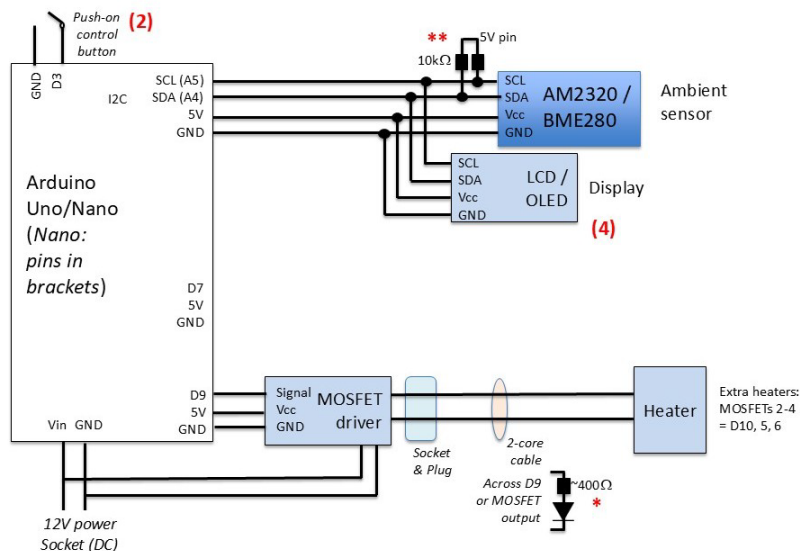 Push-on
control
button
(2)
GND
D3
SCL (A5)
SDA (A4)
I2C
5V
GND
**
5V pin
10kΩ
SCL
SDA
Vcc
GND
AM2320 /
BME280
Ambient
sensor
SCL
SDA
Vcc
GND
LCD /
OLED
Display
(4)
Arduino
Uno/Nano
(Nano:
pins in
brackets)
D7
5V
GND
D9
5V
GND
Vin GND
Signal
Vcc
GND
MOSFET
driver
Socket
& Plug
2-core
cable
Heater
Extra heaters:
MOSFETs 2-4
= D10, 5, 6
Across D9
or MOSFET
output
~400Ω
*
12V power
Socket (DC)